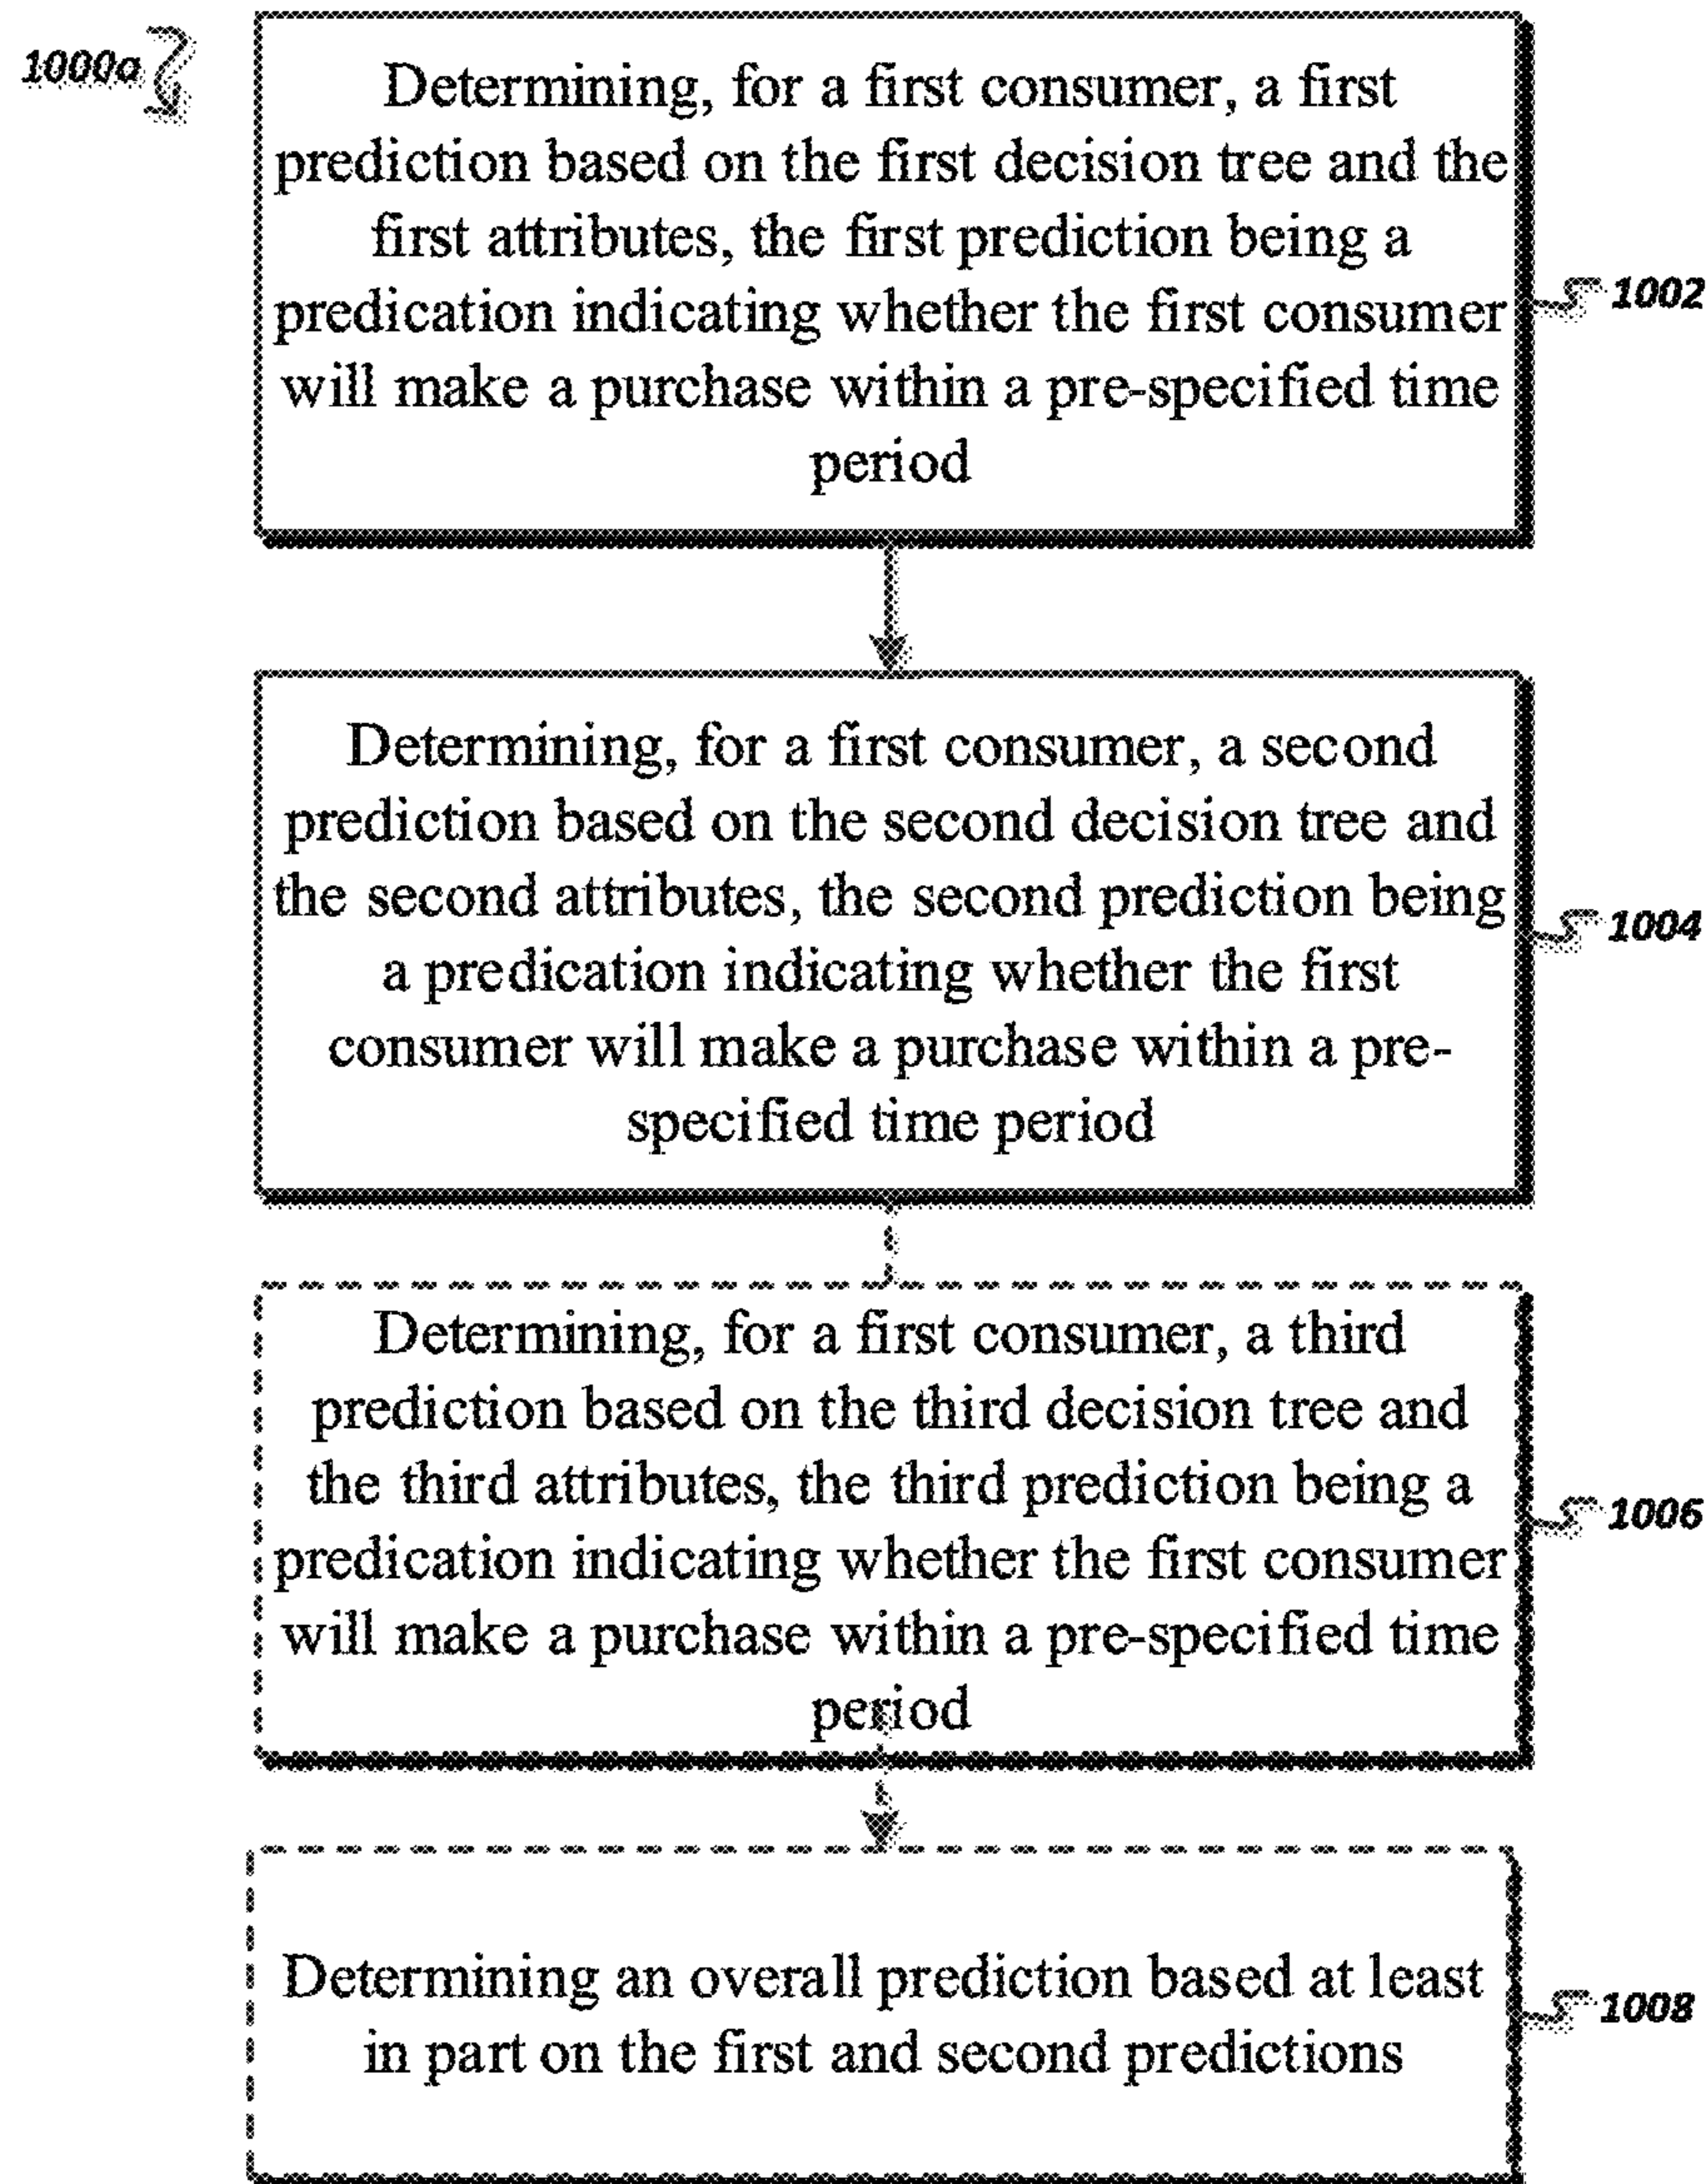 1000a
Determining, for a first consumer, a first
prediction based on the first decision tree and the
first attributes, the first prediction being a
predication indicating whether the first consumer
will make a purchase within a pre-specified time
period
1002
Determining, for a first consumer, a second
prediction based on the second decision tree and
the second attributes, the second prediction being
a predication indicating whether the first
consumer will make a purchase within a pre-
specified time period
1004
Determining, for a first consumer, a third
prediction based on the third decision tree and
the third attributes, the third prediction being a
predication indicating whether the first consumer
will make a purchase within a pre-specified time
period
1006
Determining an overall prediction based at least
in part on the first and second predictions
1008